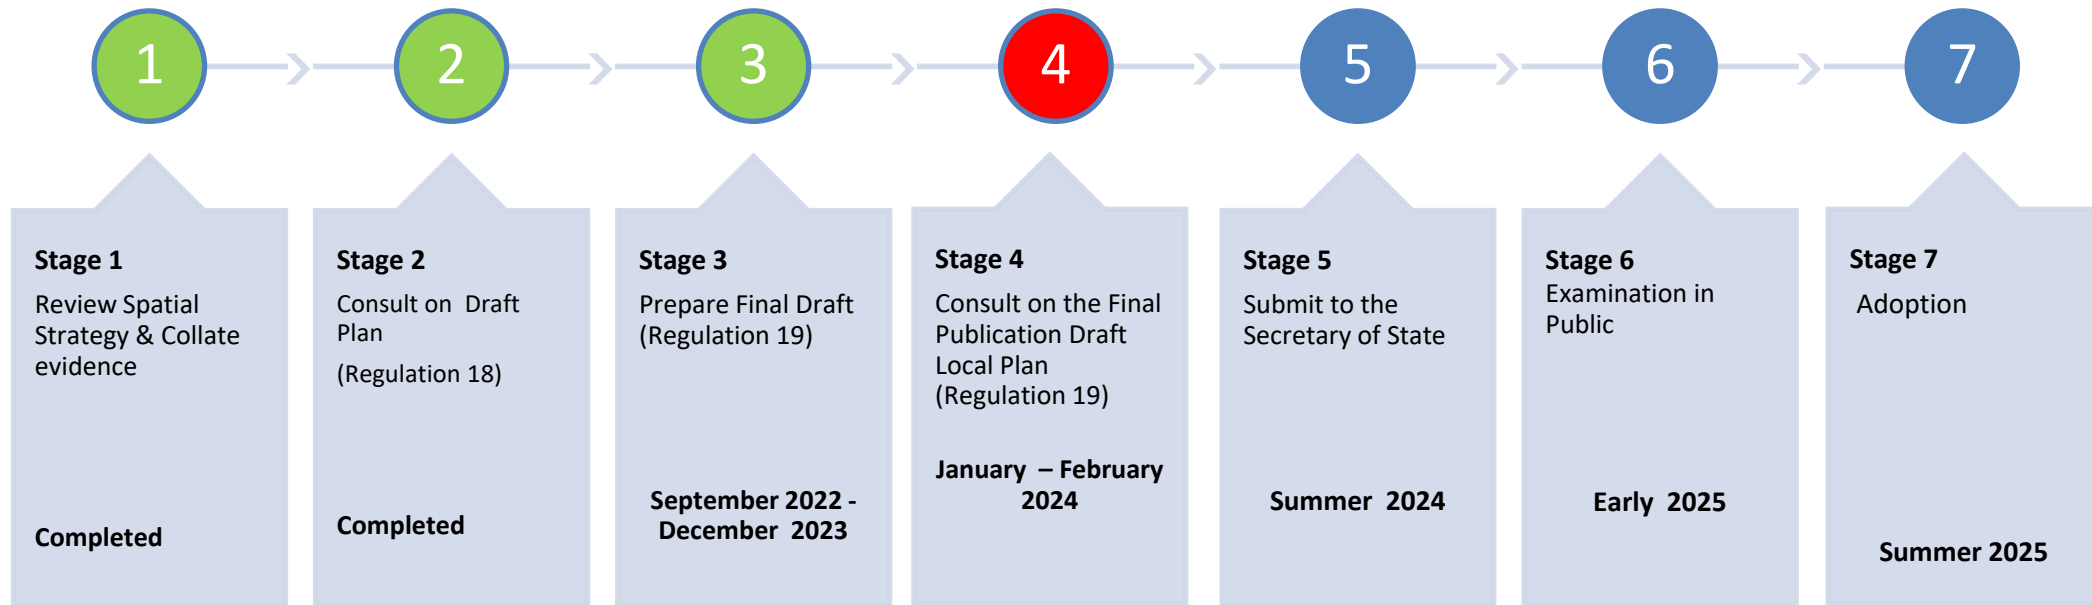 1
2
3
4
5
6
7
Stage 1
Review Spatial
Strategy & Collate
evidence
Completed
Stage 2
Consult on Draft
Plan
(Regulation 18)
Completed
Stage 3
Prepare Final Draft
(Regulation 19)
September 2022 -
December 2023
Stage 4
Consult on the Final
Publication Draft
Local Plan
(Regulation 19)
January – February
2024
Stage 5
Submit to the
Secretary of State
Summer 2024
Stage 6
Examination in
Public
Early 2025
Stage 7
Adoption
Summer 2025